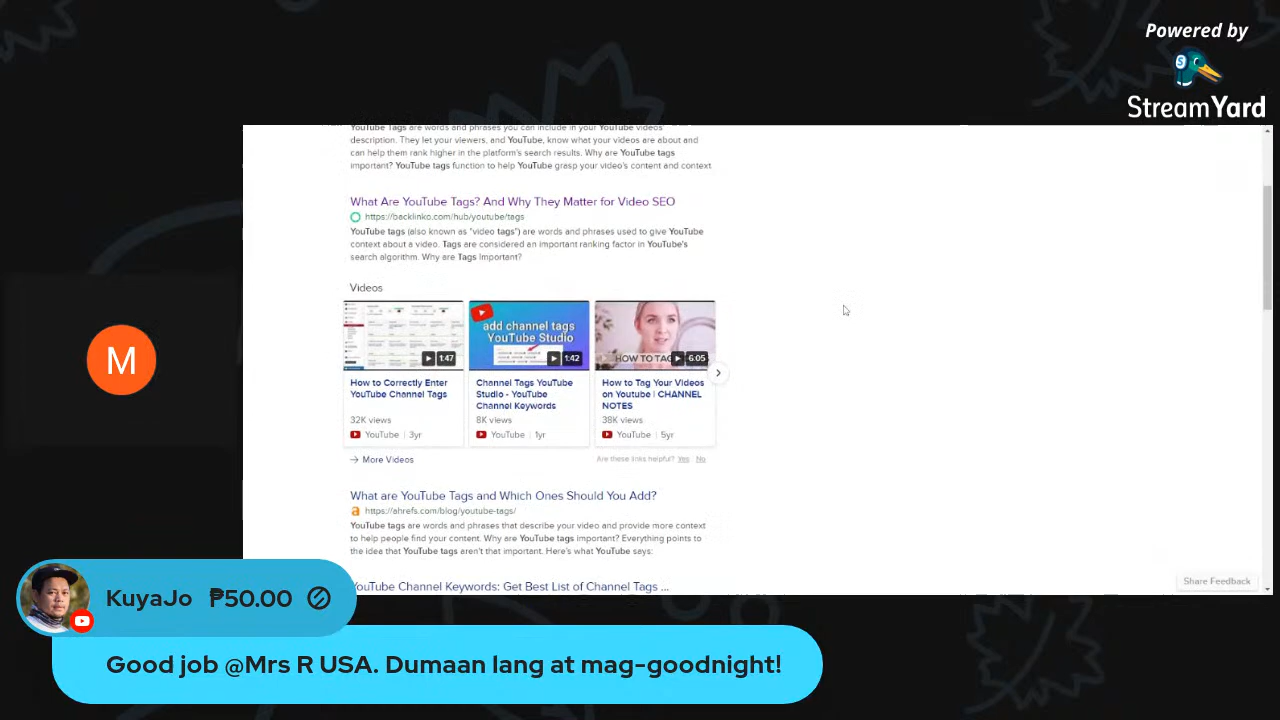 Powered by
StreamYard
YouTube Tags are words and phrases you can include in your YouTube videos'
description. They let your viewers, and YouTube, know what your videos are about and
can help them rank higher in the platform's search results. Why are YouTube tags
important? YouTube tags function to help YouTube grasp your video's content and context
What Are YouTube Tags? And Why They Matter for Video SEO
https://backlinko.com/hub/youtube/tags
YouTube tags (also known as "video tags") are words and phrases used to give YouTube
context about a video. Tags are considered an important ranking factor in YouTube's
search algorithm. Why are Tags Important?
Videos
1:47
add channel tags
YouTube Studio
1:42
HOW TO TAG
6:05
How to Correctly Enter
YouTube Channel Tags
32K views
YouTube | 3yr
Channel Tags YouTube
Studio - YouTube
Channel Keywords
8K views
YouTube | 1yr
How to Tag Your Videos
on Youtube | CHANNEL
NOTES
38K views
YouTube | 5yr
More Videos
Are these links helpful? Yes No
What are YouTube Tags and Which Ones Should You Add?
https://ahrefs.com/blog/youtube-tags/
YouTube tags are words and phrases that describe your video and provide more context
to help people find your content. Why are YouTube tags important? Everything points to
the idea that YouTube tags aren't that important. Here's what YouTube says:
YouTube Channel Keywords: Get Best List of Channel Tags ...
Share Feedback
M
KuyaJo ₱50.00
Good job @Mrs R USA. Dumaan lang at mag-goodnight!